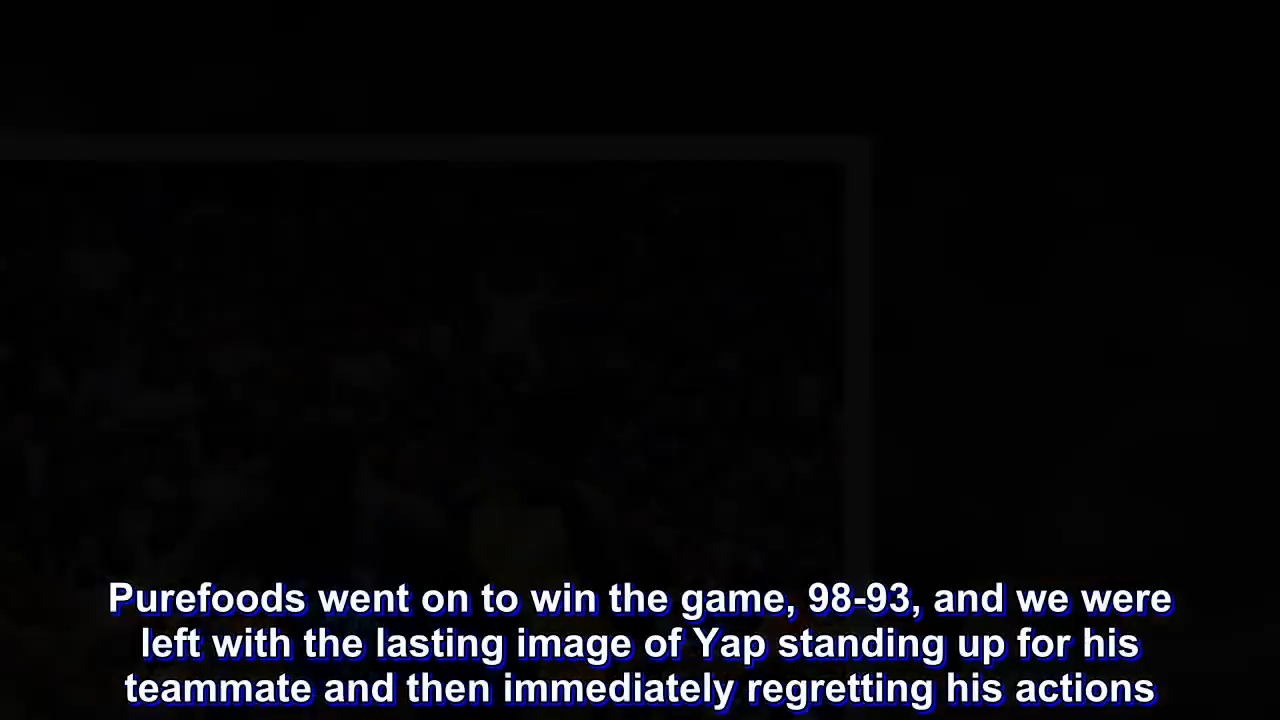 Purefoods went on to win the game, 98-93, and we were
left with the lasting image of Yap standing up for his
teammate and then immediately regretting his actions